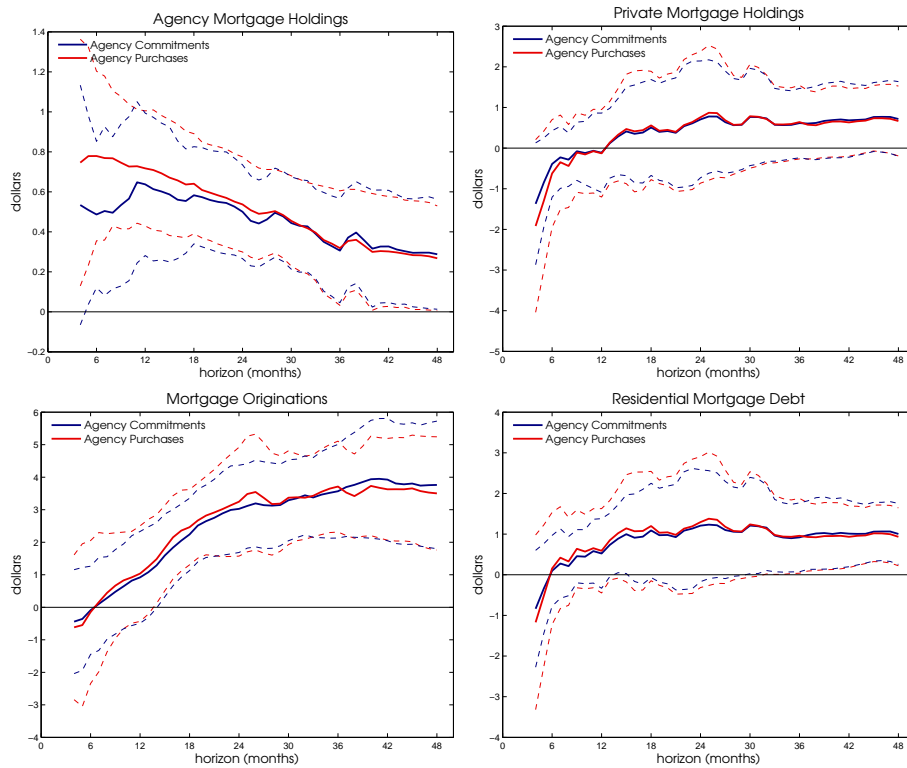 Agency Mortgage Holdings
Agency Commitments
Agency Purchases
1.4
1.2
1
0.8
0.6
0.4
0.2
0
−0.2
dollars
0 6 12 18 24 30 36 42 48
horizon (months)
Private Mortgage Holdings
Agency Commitments
Agency Purchases
3
2
1
0
−1
−2
−3
−4
−5
dollars
0 6 12 18 24 30 36 42 48
horizon (months)
Mortgage Originations
Agency Commitments
Agency Purchases
6
5
4
3
2
1
0
−1
−2
−3
−4
dollars
0 6 12 18 24 30 36 42 48
horizon (months)
Residential Mortgage Debt
Agency Commitments
Agency Purchases
4
3
2
1
0
−1
−2
−3
−4
dollars
0 6 12 18 24 30 36 42 48
horizon (months)